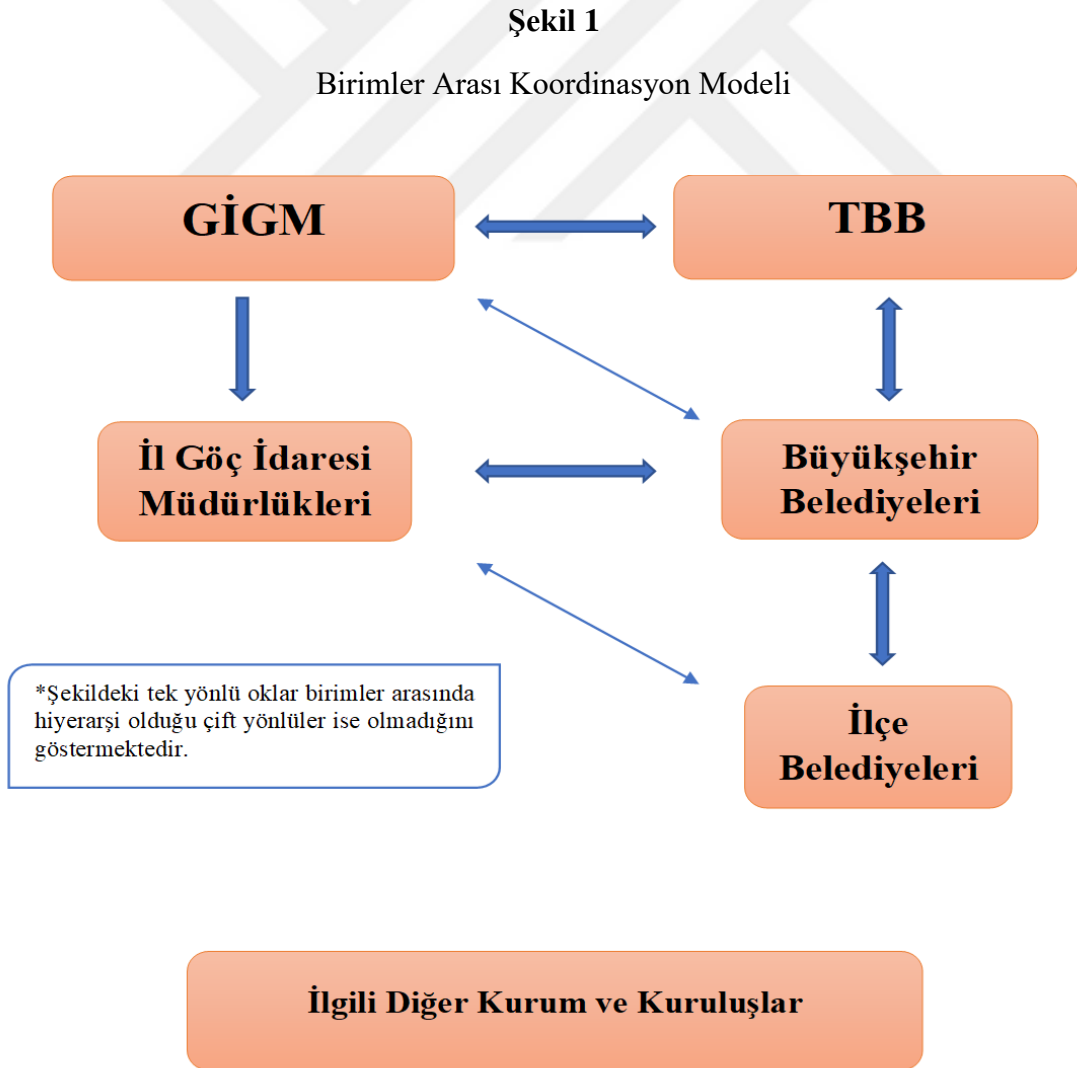 Şekil 1
Birimler Arası Koordinasyon Modeli
GİGM
TBB
İl Göç İdaresi
Müdürlükleri
Büyükşehir
Belediyeleri
*Şekildeki tek yönlü oklar birimler arasında
hiyerarşi olduğu çift yönlüler ise olmadığını
göstermektedir.
İlçe
Belediyeleri
İlgili Diğer Kurum ve Kuruluşlar